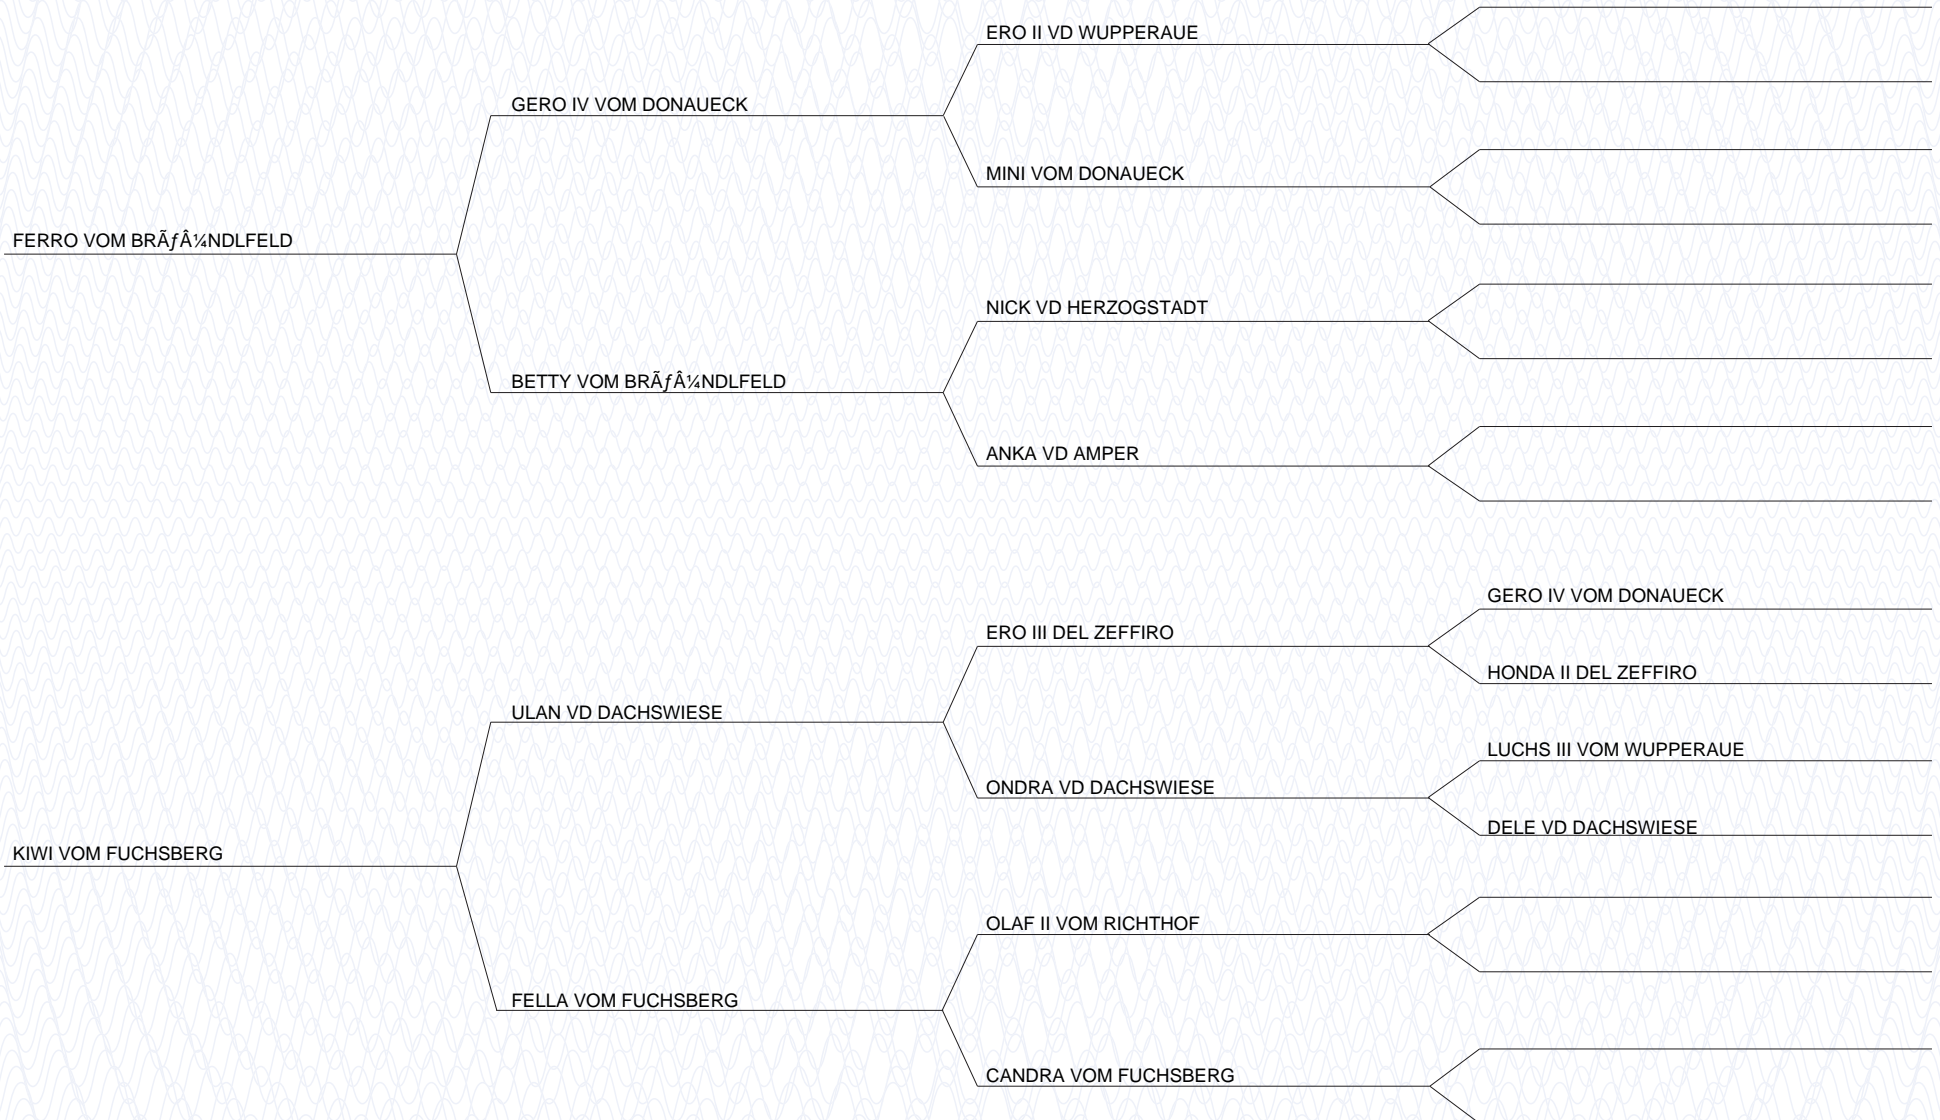 ERO II VD WUPPERAUE
GERO IV VOM DONAUECK
MINI VOM DONAUECK
FERRO VOM BRÃƒÂ¼NDLFELD
NICK VD HERZOGSTADT
BETTY VOM BRÃƒÂ¼NDLFELD
ANKA VD AMPER
GERO IV VOM DONAUECK
ERO III DEL ZEFFIRO
HONDA II DEL ZEFFIRO
ULAN VD DACHSWIESE
LUCHS III VOM WUPPERAUE
ONDRA VD DACHSWIESE
DELE VD DACHSWIESE
KIWI VOM FUCHSBERG
OLAF II VOM RICHTHOF
FELLA VOM FUCHSBERG
CANDRA VOM FUCHSBERG